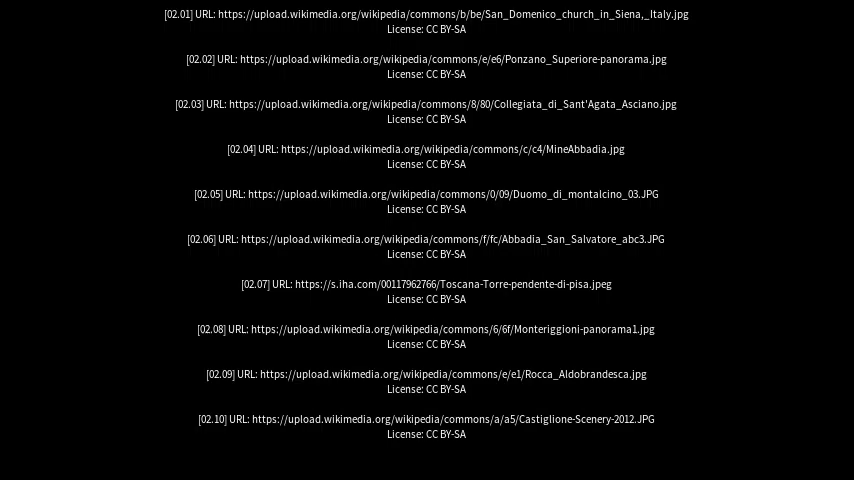 [02.01] URL: https://upload.wikimedia.org/wikipedia/commons/b/be/San_Domenico_church_in_Siena,_Italy.jpg
License: CC BY-SA
[02.02] URL: https://upload.wikimedia.org/wikipedia/commons/e/e6/Ponzano_Superiore-panorama.jpg
License: CC BY-SA
[02.03] URL: https://upload.wikimedia.org/wikipedia/commons/8/80/Collegiata_di_Sant'Agata_Asciano.jpg
License: CC BY-SA
[02.04] URL: https://upload.wikimedia.org/wikipedia/commons/c/c4/MineAbbadia.jpg
License: CC BY-SA
[02.05] URL: https://upload.wikimedia.org/wikipedia/commons/0/09/Duomo_di_montalcino_03.JPG
License: CC BY-SA
[02.06] URL: https://upload.wikimedia.org/wikipedia/commons/f/fc/Abbadia_San_Salvatore_abc3.JPG
License: CC BY-SA
[02.07] URL: https://s.iha.com/00117962766/Toscana-Torre-pendente-di-pisa.jpeg
License: CC BY-SA
[02.08] URL: https://upload.wikimedia.org/wikipedia/commons/6/6f/Monteriggioni-panorama1.jpg
License: CC BY-SA
[02.09] URL: https://upload.wikimedia.org/wikipedia/commons/e/e1/Rocca_Aldobrandesca.jpg
License: CC BY-SA
[02.10] URL: https://upload.wikimedia.org/wikipedia/commons/a/a5/Castiglione-Scenery-2012.JPG
License: CC BY-SA